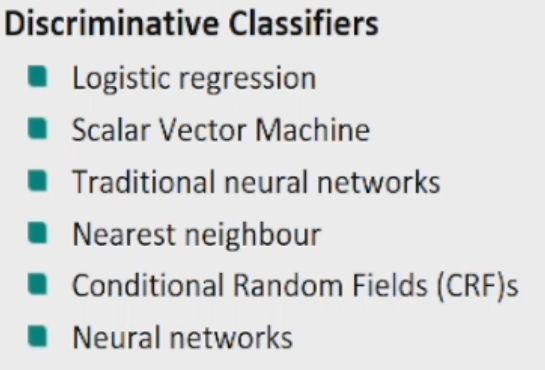 Discriminative Classifiers
Logistic regression
Scalar Vector Machine
Traditional neural networks
Nearest neighbour
Conditional Random Fields (CRF)s
Neural networks